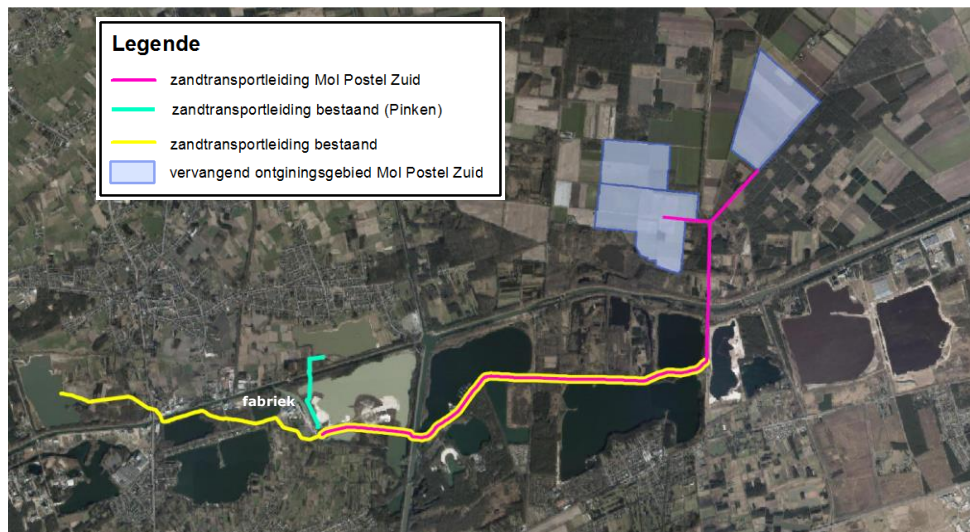 Legende
zandtransportleiding Mol Postel Zuid
zandtransportleiding bestaand (Pinken)
zandtransportleiding bestaand
vervangend ontginingsgebied Mol Postel Zuid
fabriek